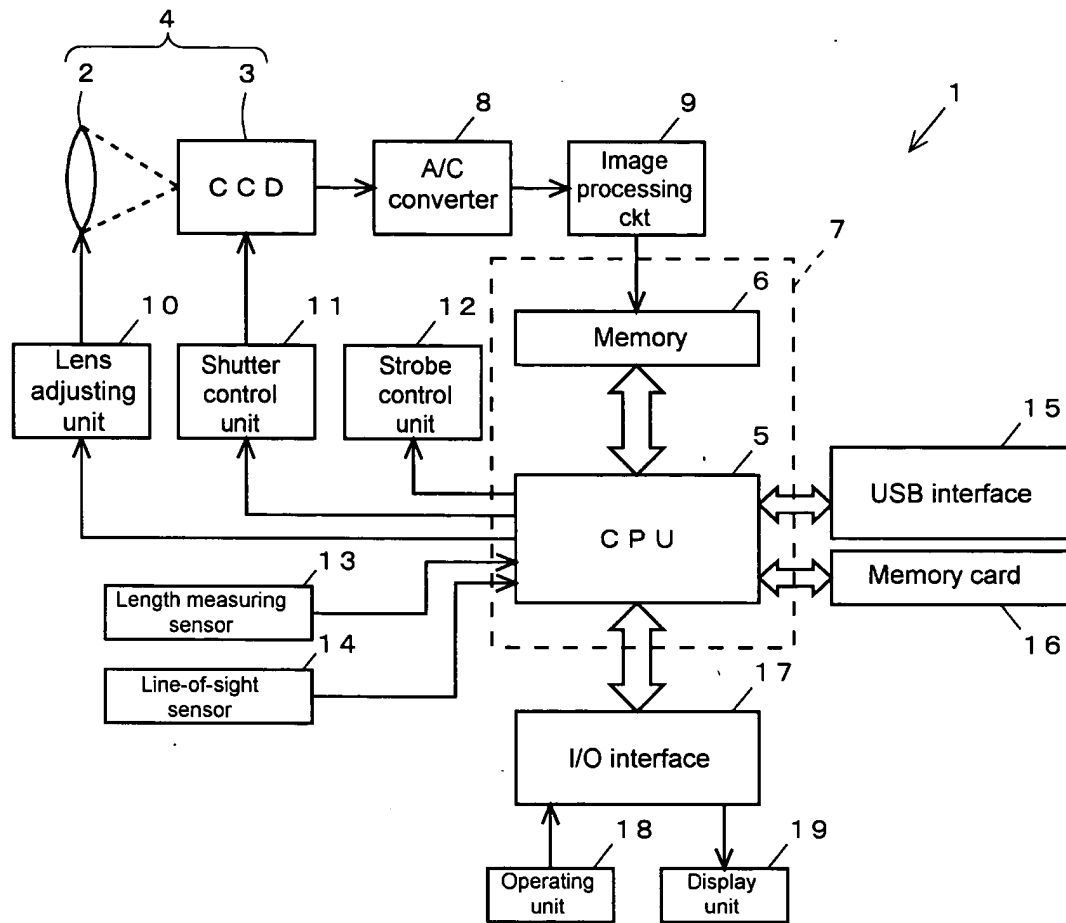 4
2
3
8
9
1
C C D
A/C
converter
Image
processing
ckt
7
6
10
11
12
Memory
Lens
adjusting
unit
Shutter
control
unit
Strobe
control
unit
5
15
USB interface
C P U
13
Memory card
Length measuring
sensor
14
16
Line-of-sight
sensor
17
I/O interface
18
19
Operating
unit
Display
unit